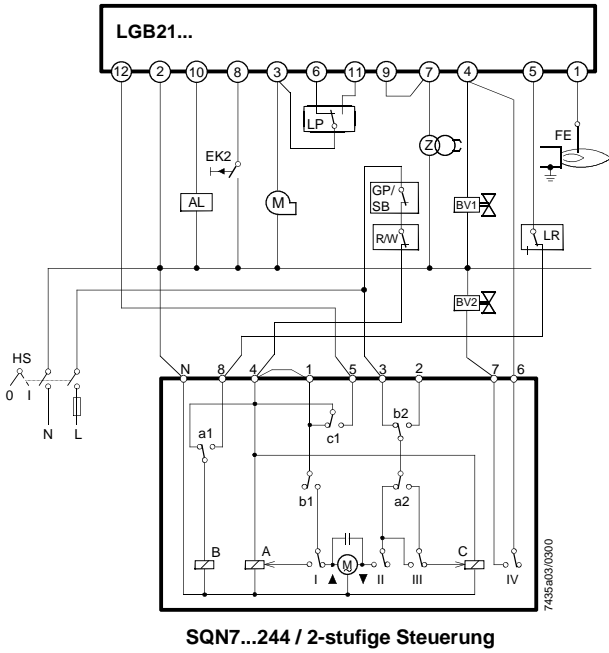 LGB21...
12 2 10 8 3 6 11 9 7 4 5 1
LP
FE
EK2
Z
GP/
SB
BV1
AL
M
R/W
LR
BV2
HS
0 I
N L
N 8 4 1 5 3 2 7 6
a1
c1
b2
b1
a2
B A I M II III C IV
7435a03/0300
SQN7...244 / 2-stufige Steuerung